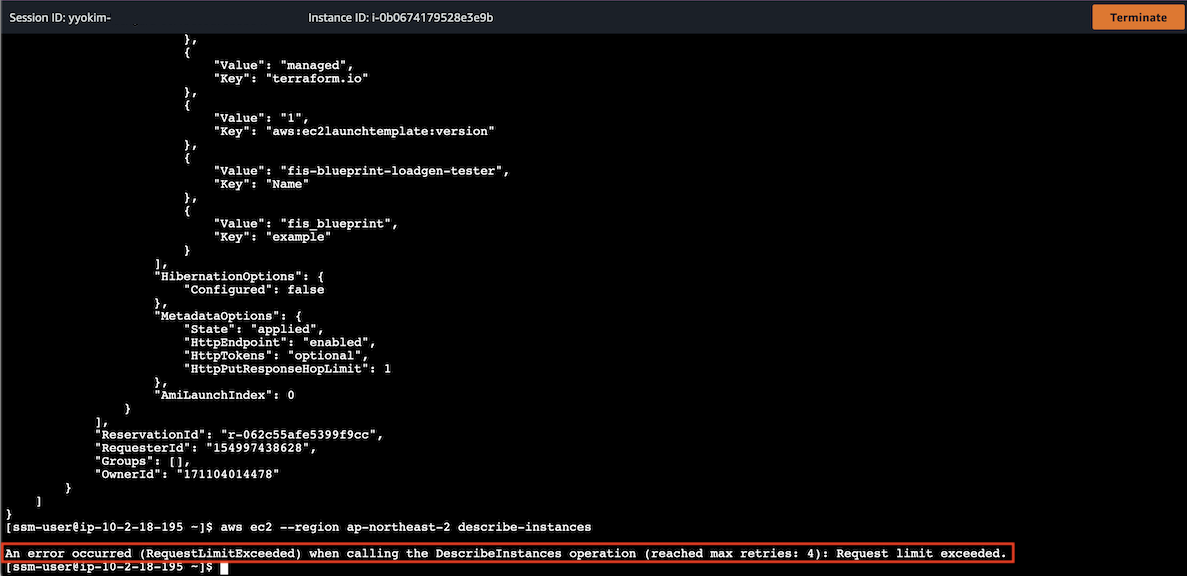 Session ID: yyokim- Instance ID: i-0b0674179528e3e9b Terminate
},
{
"Value": "managed",
"Key": "terraform.io"
},
{
"Value": "1",
"Key": "aws:ec2launchtemplate:version"
},
{
"Value": "fis-blueprint-loadgen-tester",
"Key": "Name"
},
{
"Value": "fis_blueprint",
"Key": "example"
}
],
"HibernationOptions": {
"Configured": false
},
"MetadataOptions": {
"State": "applied",
"HttpEndpoint": "enabled",
"HttpTokens": "optional",
"HttpPutResponseHopLimit": 1
},
"AmiLaunchIndex": 0
}
],
"ReservationId": "r-062c55afe5399f9cc",
"RequesterId": "154997438628",
"Groups": [],
"OwnerId": "171104014478"
}
]
}
[ssm-user@ip-10-2-18-195 ~]$ aws ec2 --region ap-northeast-2 describe-instances
An error occurred (RequestLimitExceeded) when calling the DescribeInstances operation (reached max retries: 4): Request limit exceeded.
[ssm-user@ip-10-2-18-195 ~]$